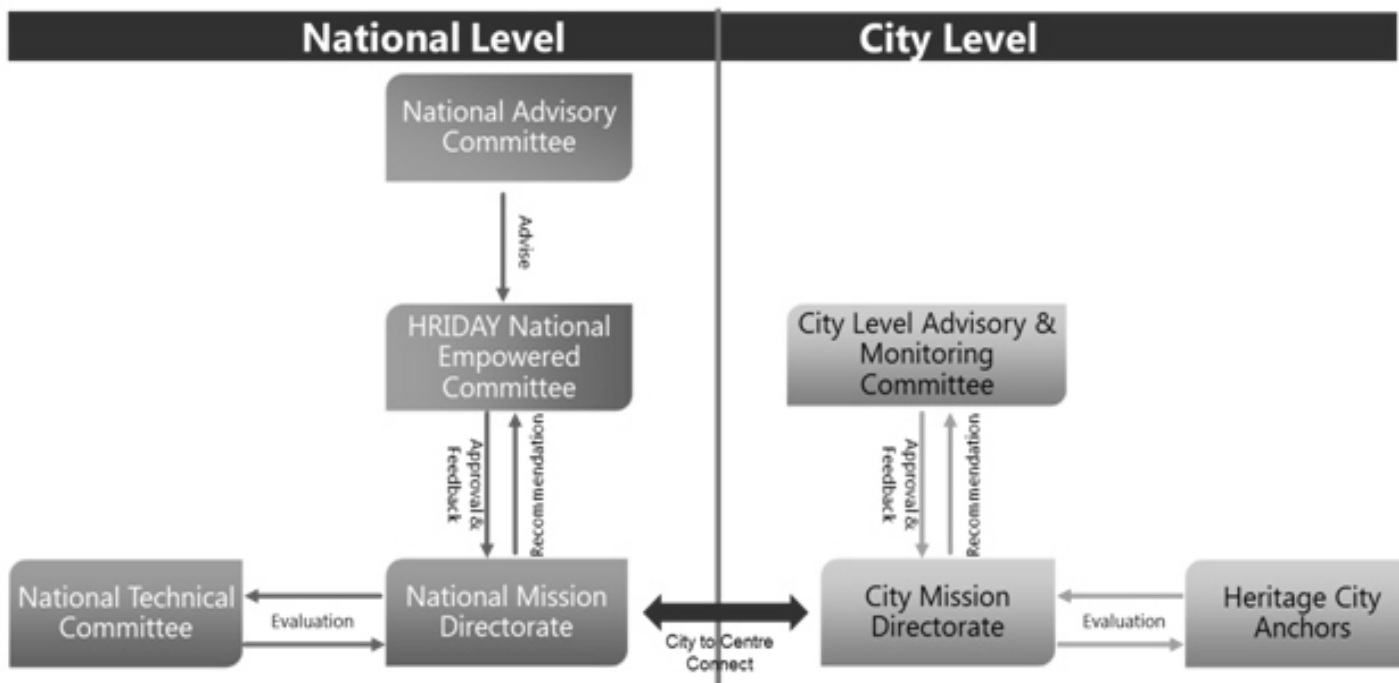 National Level
City Level
National Advisory
Committee
Advise
HRIDAY National
Empowered
Committee
City Level Advisory &
Monitoring
Committee
Approval &
Feedback
Recommendation
Approval &
Feedback
Recommendation
National Technical
Committee
Evaluation
National Mission
Directorate
City to Centre
Connect
City Mission
Directorate
Evaluation
Heritage City
Anchors